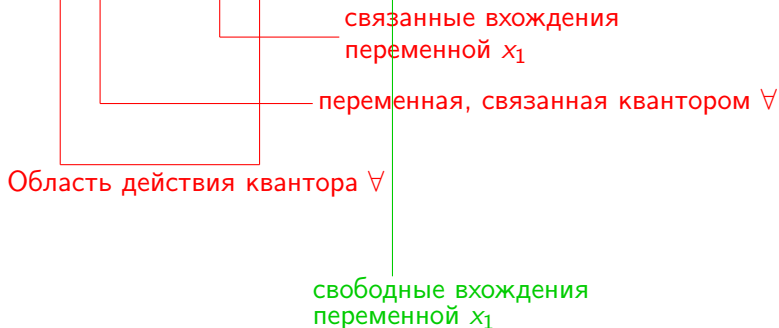 связанные вхождения
переменной x₁
переменная, связанная квантором ∀
Область действия квантора ∀
свободные вхождения
переменной x₁